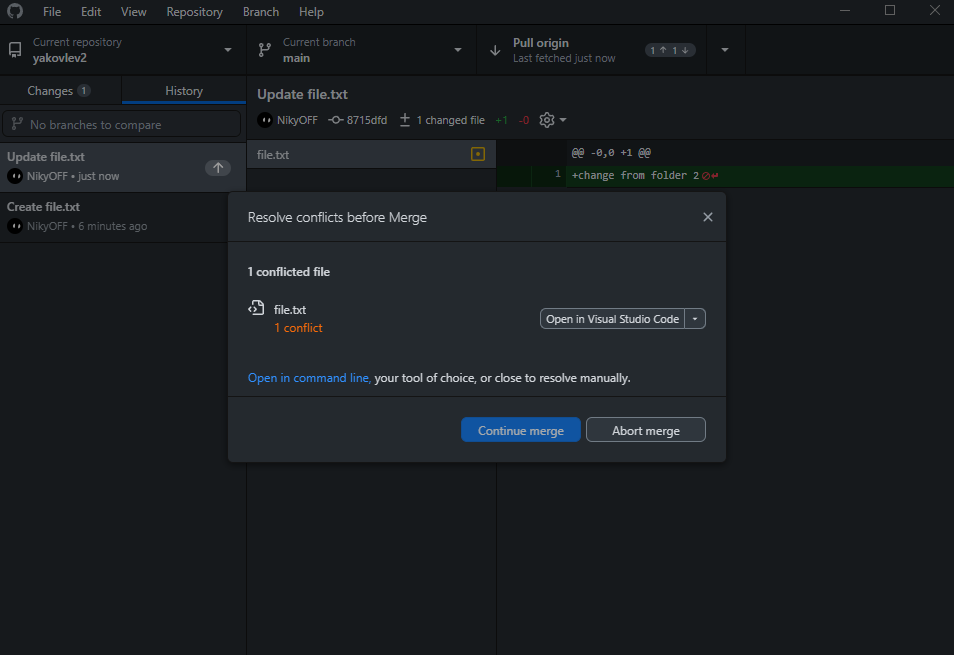 File Edit View Repository Branch Help
Current repository
yakovlev2
Current branch
main
Pull origin
Last fetched just now
1 1
Changes 1
History
No branches to compare
Update file.txt
NikyOFF • just now
Create file.txt
NikyOFF • 6 minutes ago
Update file.txt
NikyOFF 8715dfd 1 changed file +1 -0
file.txt
@@ -0,0 +1 @@
1 +change from folder 2
Resolve conflicts before Merge
1 conflicted file
file.txt
1 conflict
Open in Visual Studio Code
Open in command line, your tool of choice, or close to resolve manually.
Continue merge
Abort merge